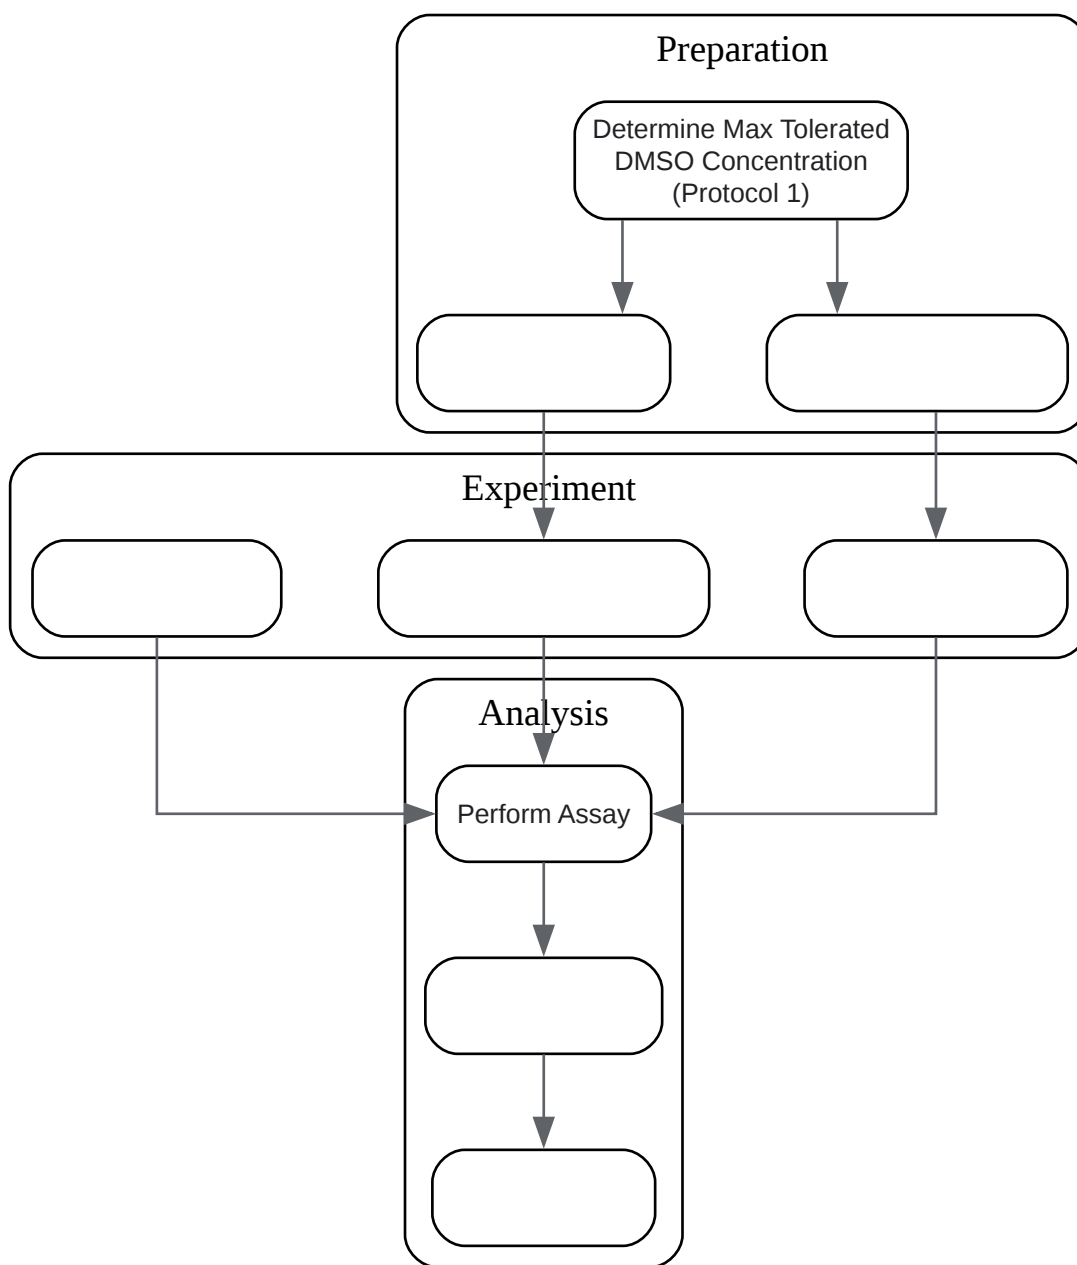 Preparation
Determine Max Tolerated
DMSO Concentration
(Protocol 1)
Experiment
Analysis
Perform Assay